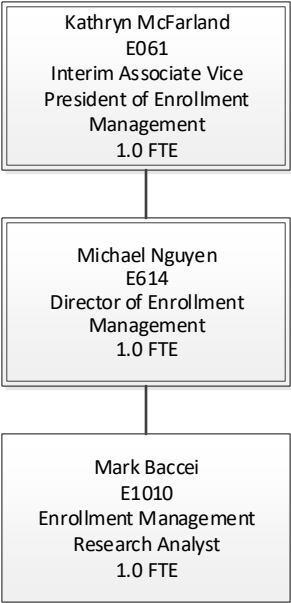 Kathryn McFarland
E061
Interim Associate Vice
President of Enrollment
Management
1.0 FTE
Michael Nguyen
E614
Director of Enrollment
Management
1.0 FTE
Mark Baccei
E1010
Enrollment Management
Research Analyst
1.0 FTE